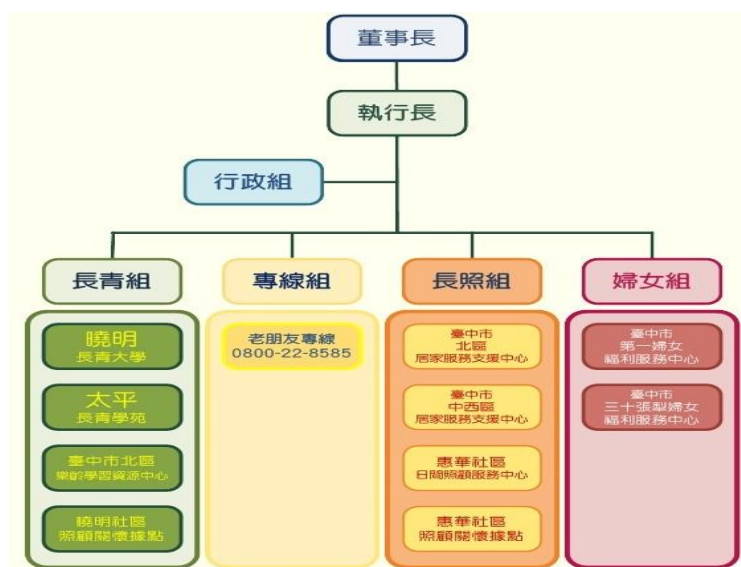 董事長
執行長
行政組
長青組
專線組
長照組
婦女組
曉明
長青大學
太平
長青學苑
臺中市北區
樂齡學習資源中心
曉明社區
照顧關懷據點
老朋友專線
0800-22-8585
臺中市
北區
居家服務支援中心
臺中市
中西區
居家服務支援中心
惠華社區
日間照顧服務中心
惠華社區
照顧關懷據點
臺中市
第一婦女
福利服務中心
臺中市
三十張犁婦女
福利服務中心